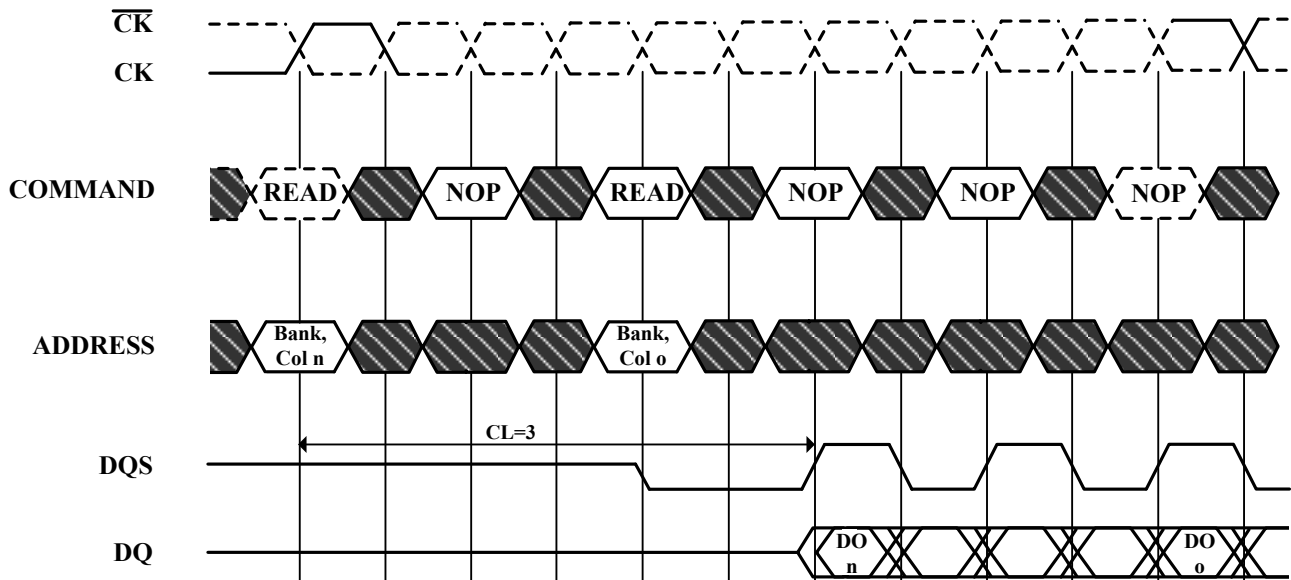 CK
CK
COMMAND READ NOP READ NOP NOP NOP
ADDRESS Bank, Col n Bank, Col o
CL=3
DQS
DQ DO n DO o